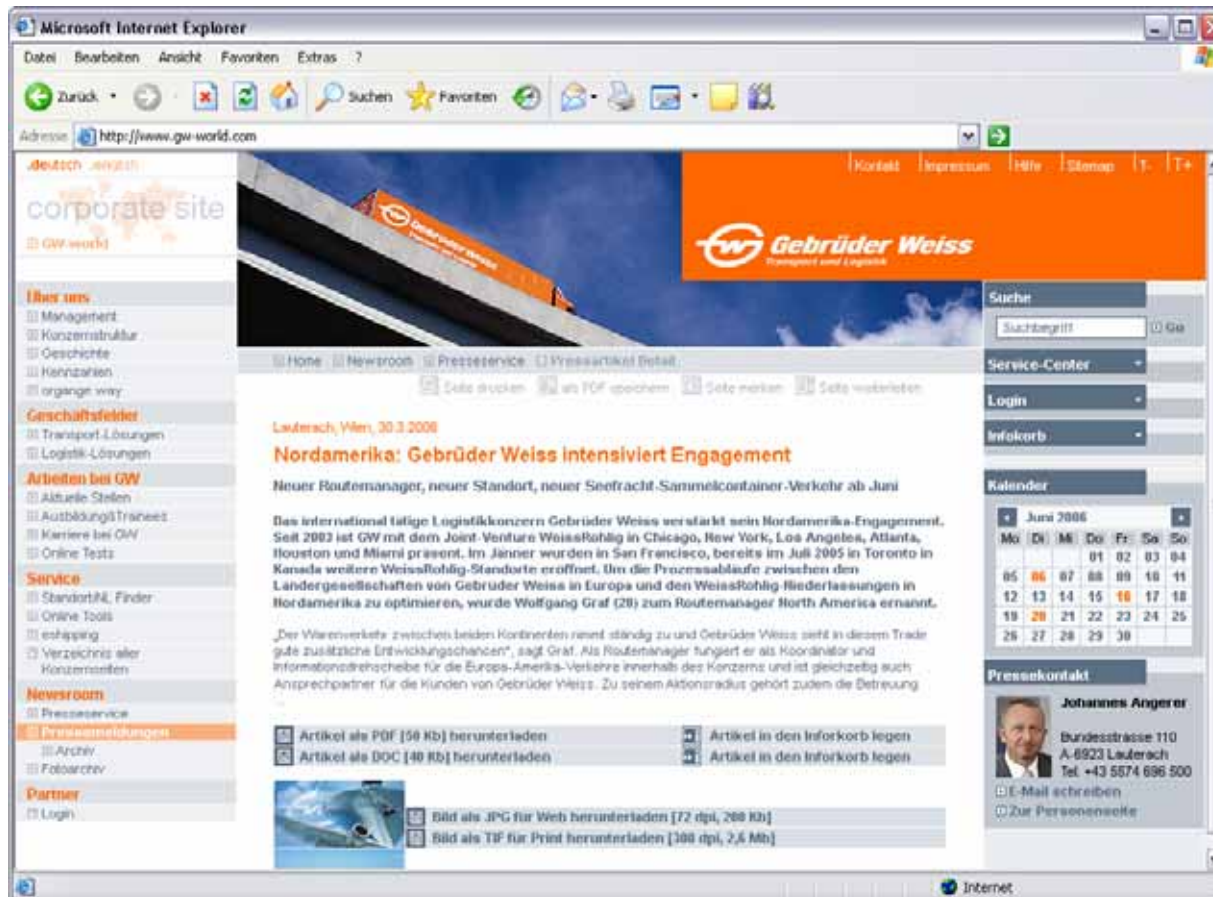 Microsoft Internet Explorer
Datei Bearbeiten Ansicht Favoriten Extras ?
Zurück Suchen Favoriten
Adresse http://www.gw-world.com
.deutsch .english
corporate site
GW-world
Kontakt Impressum Hilfe Sitemap T- T+
Gebrüder Weiss
Transport und Logistik
Gebrüder Weiss
Transport und Logistik
Über uns
Management
Konzernstruktur
Geschichte
Kennzahlen
organge way
Geschäftsfelder
Transport-Lösungen
Logistik-Lösungen
Arbeiten bei GW
Aktuelle Stellen
Ausbildung&Trainees
Karriere bei GW
Online Tests
Service
Standort/NL Finder
Online Tools
eshipping
Verzeichnis aller
Konzernseiten
Newsroom
Presseservice
Pressemeldungen
Archiv
Fotoarchiv
Partner
Login
Home Newsroom Presseservice Presseartikel Detail
Seite drucken als PDF speichern Seite merken Seite weiterleiten
Lauterach, Wien, 30.3.2006
Nordamerika: Gebrüder Weiss intensiviert Engagement
Neuer Routemanager, neuer Standort, neuer Seefracht-Sammelcontainer-Verkehr ab Juni
Das international tätige Logistikkonzern Gebrüder Weiss verstärkt sein Nordamerika-Engagement.
Seit 2003 ist GW mit dem Joint-Venture WeissRohlig in Chicago, New York, Los Angeles, Atlanta,
Houston und Miami präsent. Im Jänner wurden in San Francisco, bereits im Juli 2005 in Toronto in
Kanada weitere WeissRohlig-Standorte eröffnet. Um die Prozessabläufe zwischen den
Landergesellschaften von Gebrüder Weiss in Europa und den WeissRohlig-Niederlassungen in
Nordamerika zu optimieren, wurde Wolfgang Graf (28) zum Routemanager North America ernannt.
„Der Warenverkehr zwischen beiden Kontinenten nimmt ständig zu und Gebrüder Weiss sieht in diesem Trade
gute zusätzliche Entwicklungschancen“, sagt Graf. Als Routemanager fungiert er als Koordinator und
Informationsdrehscheibe für die Europa-Amerika-Verkehre innerhalb des Konzerns und ist gleichzeitig auch
Ansprechpartner für die Kunden von Gebrüder Weiss. Zu seinem Aktionsradius gehört zudem die Betreuung
...
Artikel als PDF [50 Kb] herunterladen Artikel in den Inforkorb legen
Artikel als DOC [40 Kb] herunterladen Artikel in den Inforkorb legen
Bild als JPG für Web herunterladen [72 dpi, 200 Kb]
Bild als TIF für Print herunterladen [300 dpi, 2,6 Mb]
Suche
Suchbegriff Go
Service-Center
Login
Infokorb
Kalender
Juni 2006
Mo Di Mi Do Fr Sa So
01 02 03 04
05 06 07 08 09 10 11
12 13 14 15 16 17 18
19 20 21 22 23 24 25
26 27 28 29 30
Pressekontakt
Johannes Angerer
Bundesstrasse 110
A-6923 Lauterach
Tel. +43 5574 696 500
E-Mail schreiben
Zur Personenseite
Internet